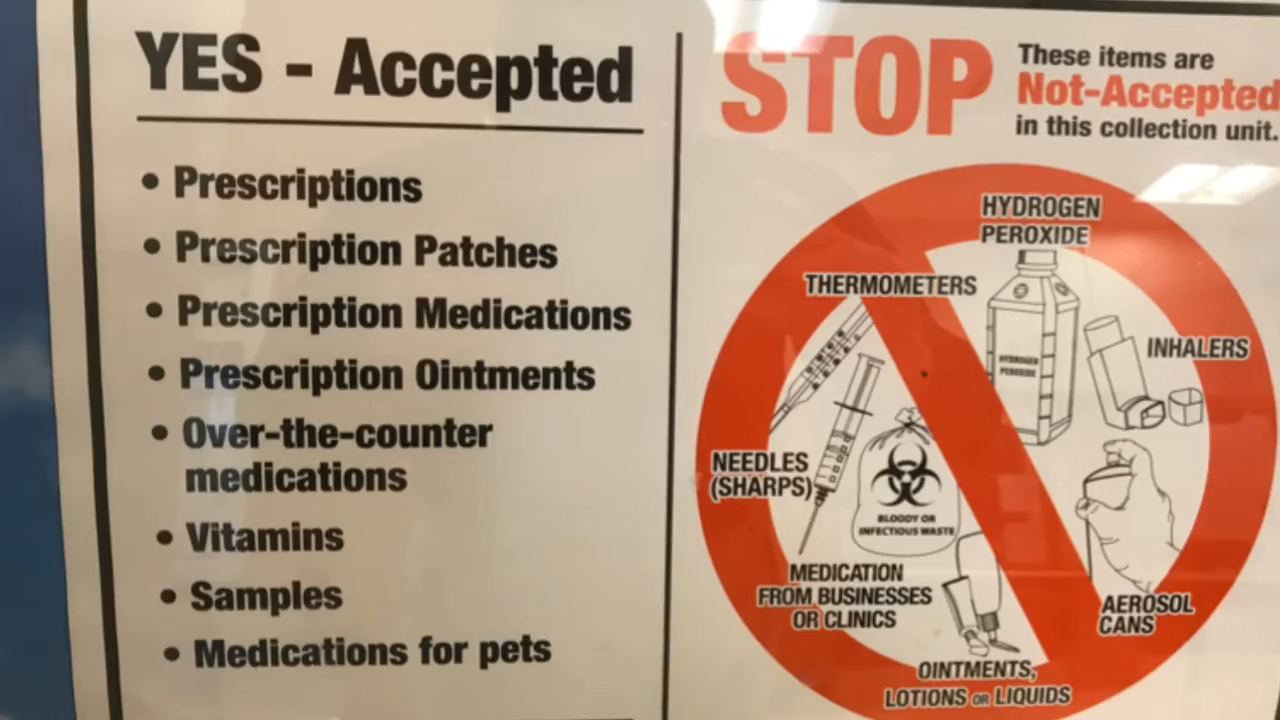 YES - Accepted
• Prescriptions
• Prescription Patches
• Prescription Medications
• Prescription Ointments
• Over-the-counter
medications
• Vitamins
• Samples
• Medications for pets
STOP
These items are
Not-Accepted
in this collection unit.
HYDROGEN
PEROXIDE
THERMOMETERS
HYDROGEN
PEROXIDE
INHALERS
NEEDLES
(SHARPS)
BLOODY OR
INFECTIOUS WASTE
MEDICATION
FROM BUSINESSES
OR CLINICS
AEROSOL
CANS
OINTMENTS,
LOTIONS OR LIQUIDS